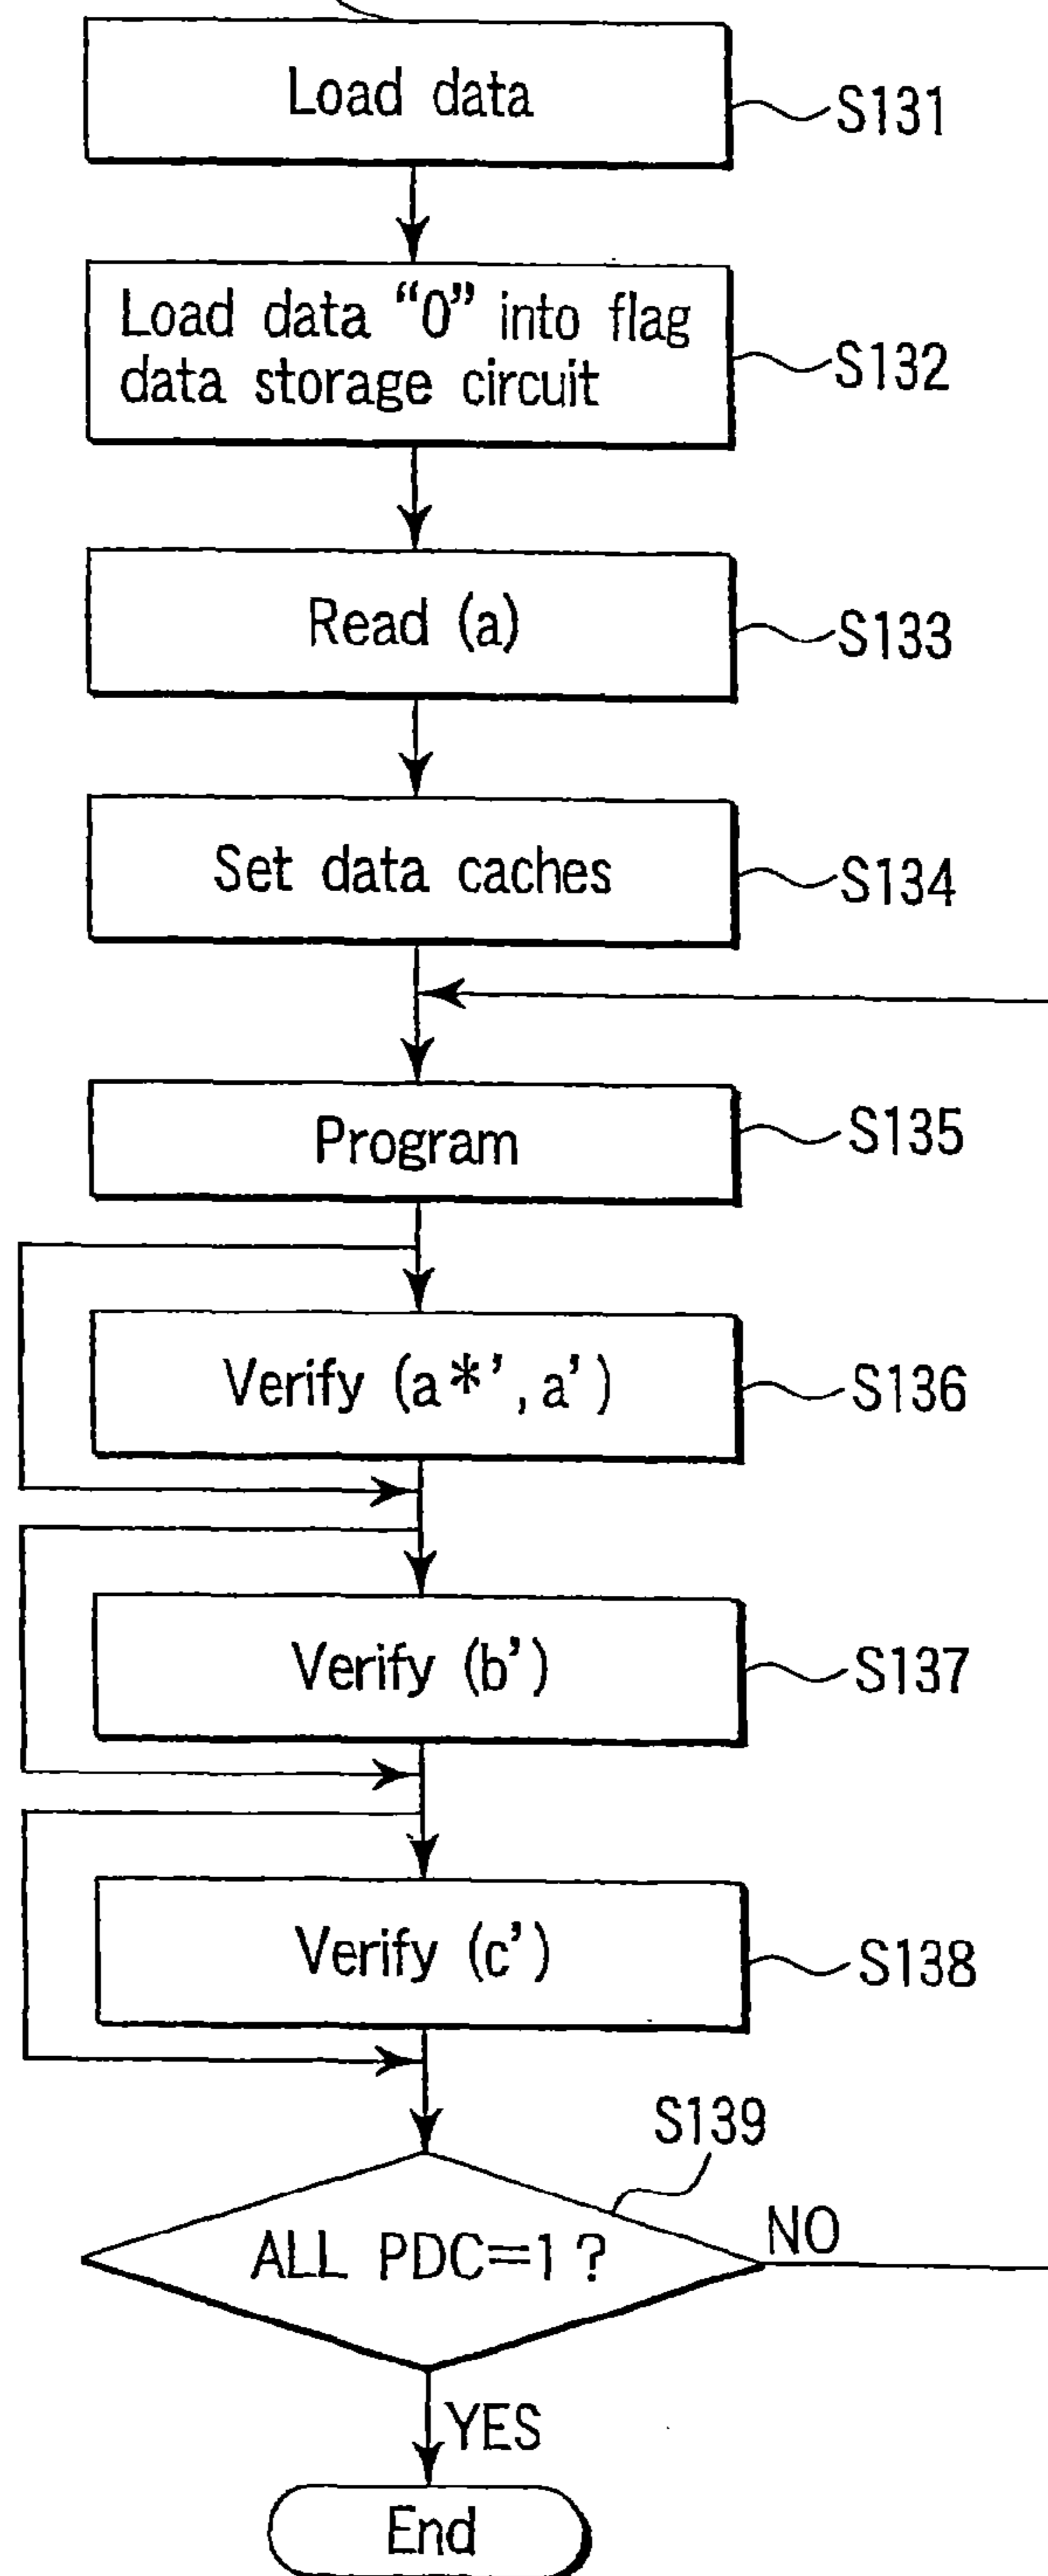 Load data
S131
Load data “0” into flag
data storage circuit
S132
Read (a)
S133
Set data caches
S134
Program
S135
Verify (a*’, a’)
S136
Verify (b’)
S137
Verify (c’)
S138
S139
ALL PDC=1 ?
NO
YES
End